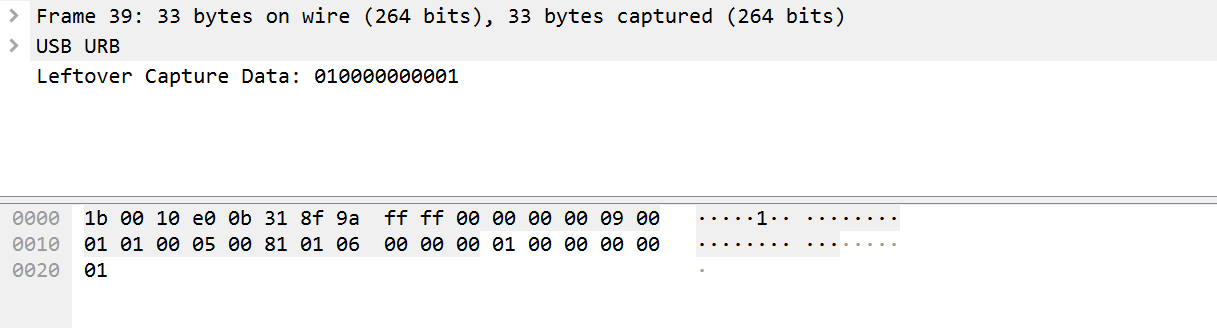 Frame 39: 33 bytes on wire (264 bits), 33 bytes captured (264 bits)
USB URB
Leftover Capture Data: 010000000001
0000 1b 00 10 e0 0b 31 8f 9a ff ff 00 00 00 00 09 00 ·····1·· ········
0010 01 01 00 05 00 81 01 06 00 00 00 01 00 00 00 00 ········ ········
0020 01 ·